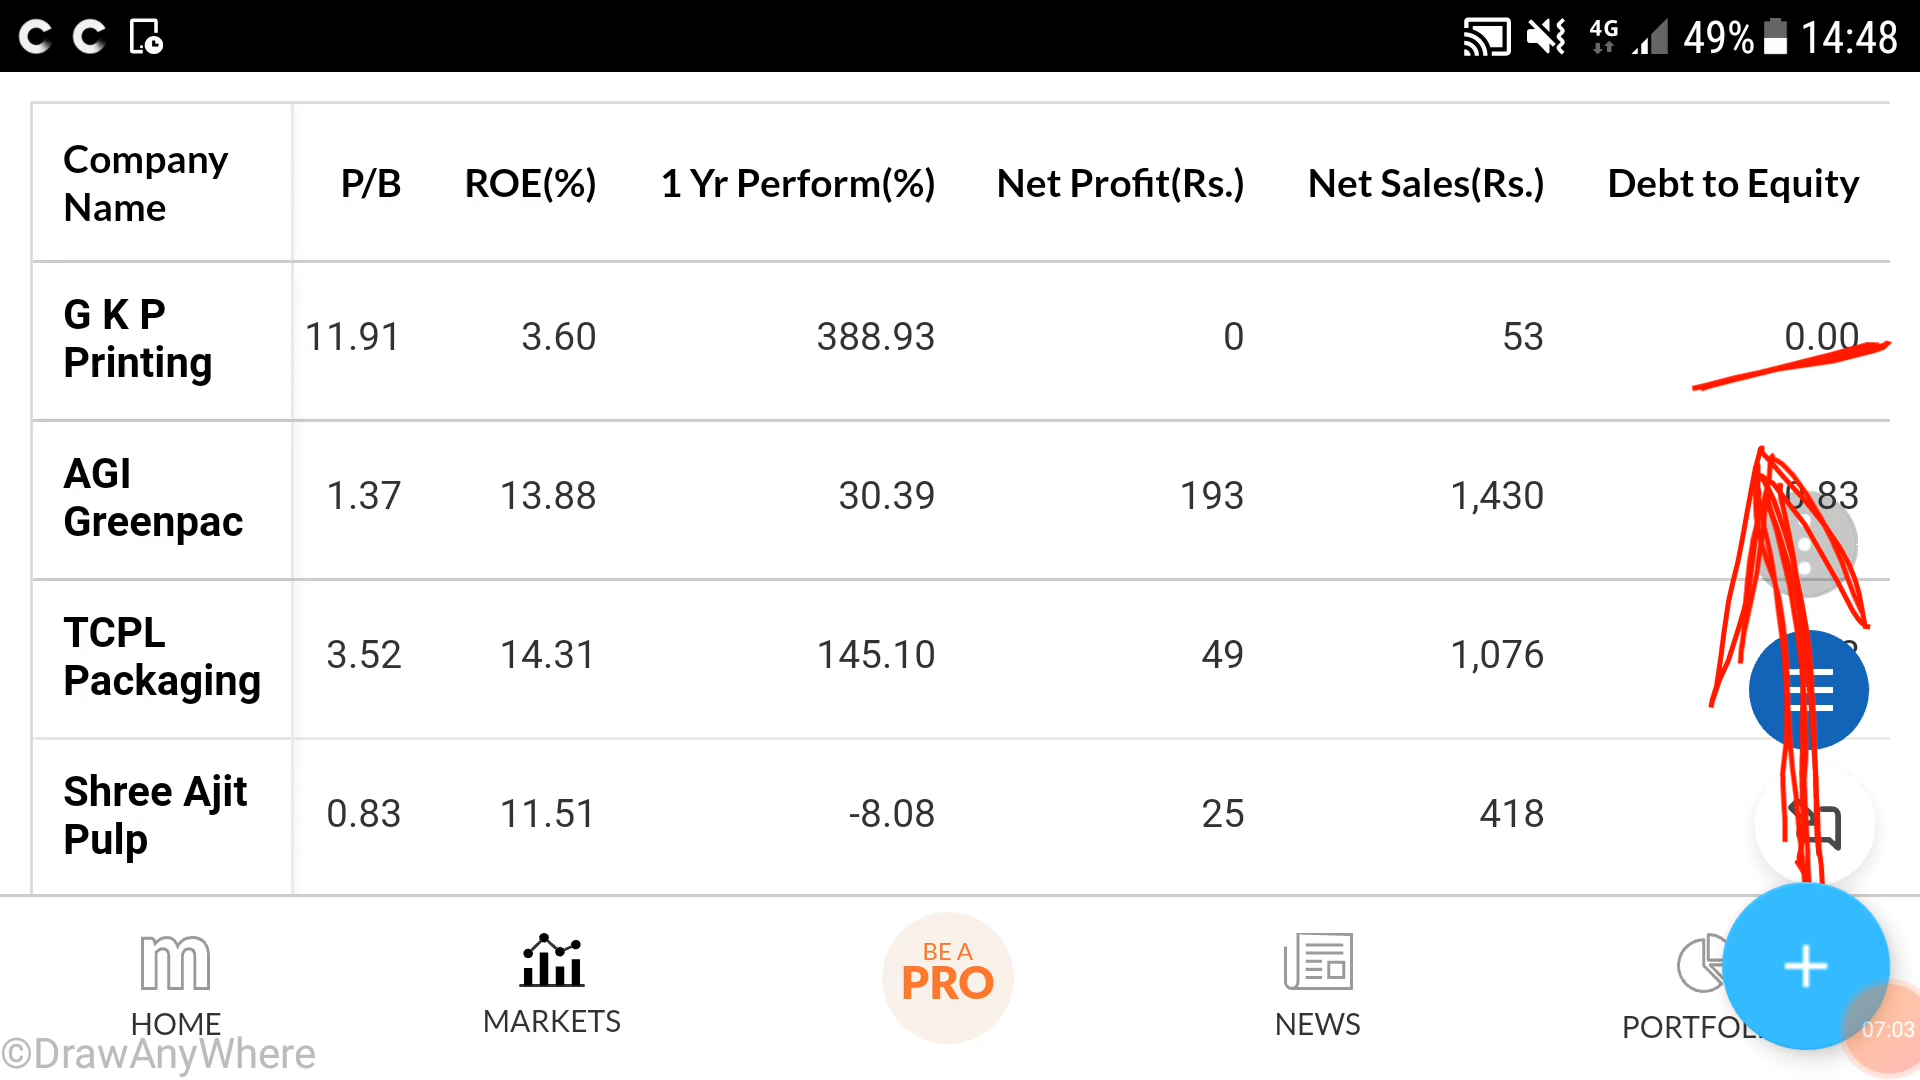 4G 49% 14:48
Company Name P/B ROE(%) 1 Yr Perform(%) Net Profit(Rs.) Net Sales(Rs.) Debt to Equity
G K P Printing 11.91 3.60 388.93 0 53 0.00
AGI Greenpac 1.37 13.88 30.39 193 1,430 0.83
TCPL Packaging 3.52 14.31 145.10 49 1,076
Shree Ajit Pulp 0.83 11.51 -8.08 25 418
HOME MARKETS BE A PRO NEWS
07:03
©DrawAnyWhere